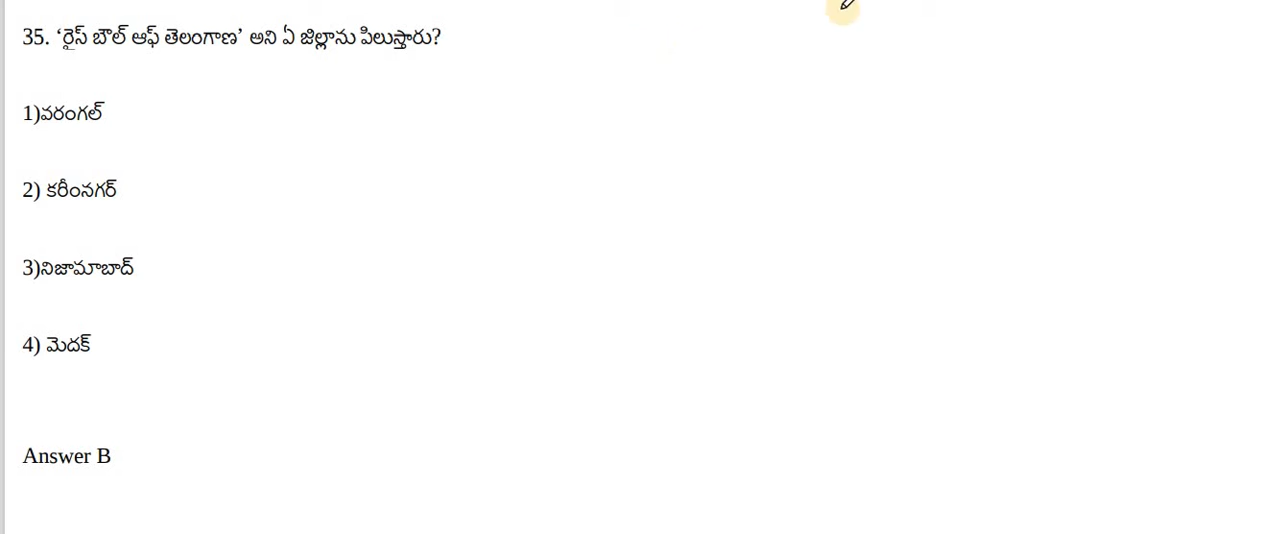 35. ‘రైస్ బౌల్ ఆఫ్ తెలంగాణ’ అని ఏ జిల్లాను పిలుస్తారు?
1)వరంగల్
2) కరీంనగర్
3)నిజామాబాద్
4) మెదక్
Answer B